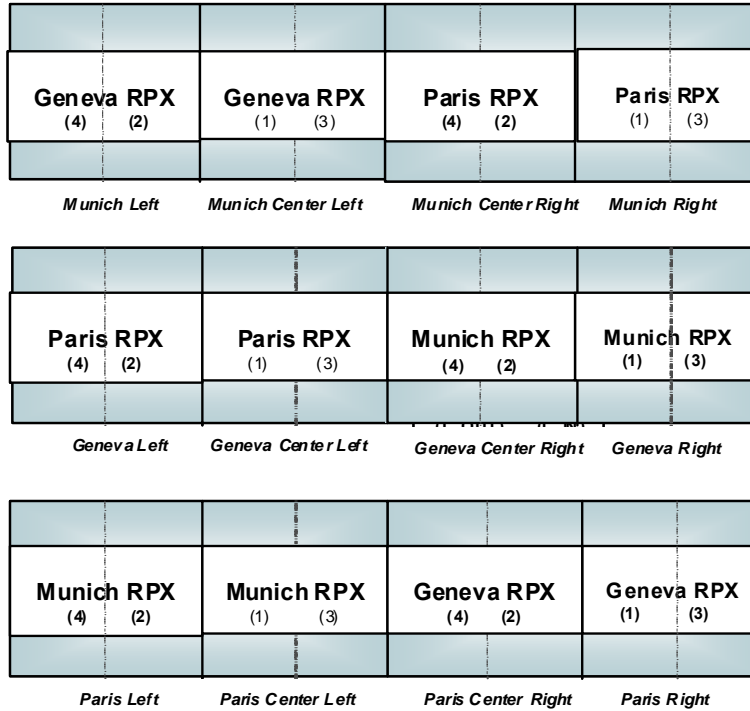 Geneva RPX Geneva RPX Paris RPX Paris RPX
(4) (2) (1) (3) (4) (2) (1) (3)
Munich Left Munich Center Left Munich Center Right Munich Right
Paris RPX Paris RPX Munich RPX Munich RPX
(4) (2) (1) (3) (4) (2) (1) (3)
Geneva Left Geneva Center Left Geneva Center Right Geneva Right
Munich RPX Munich RPX Geneva RPX Geneva RPX
(4) (2) (1) (3) (4) (2) (1) (3)
Paris Left Paris Center Left Paris Center Right Paris Right